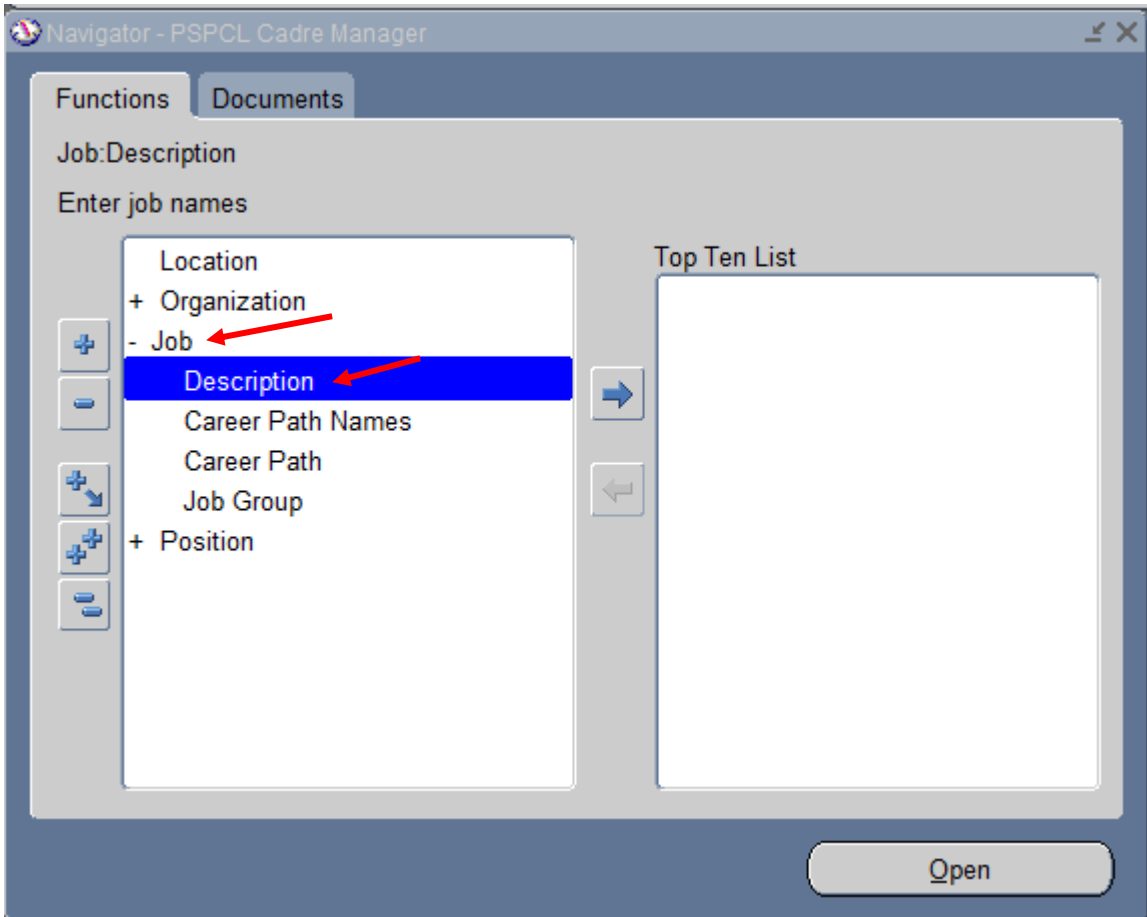 Navigator - PSPCL Cadre Manager
Functions Documents
Job:Description
Enter job names
Location
+ Organization
- Job
Description
Career Path Names
Career Path
Job Group
+ Position
Top Ten List
Open